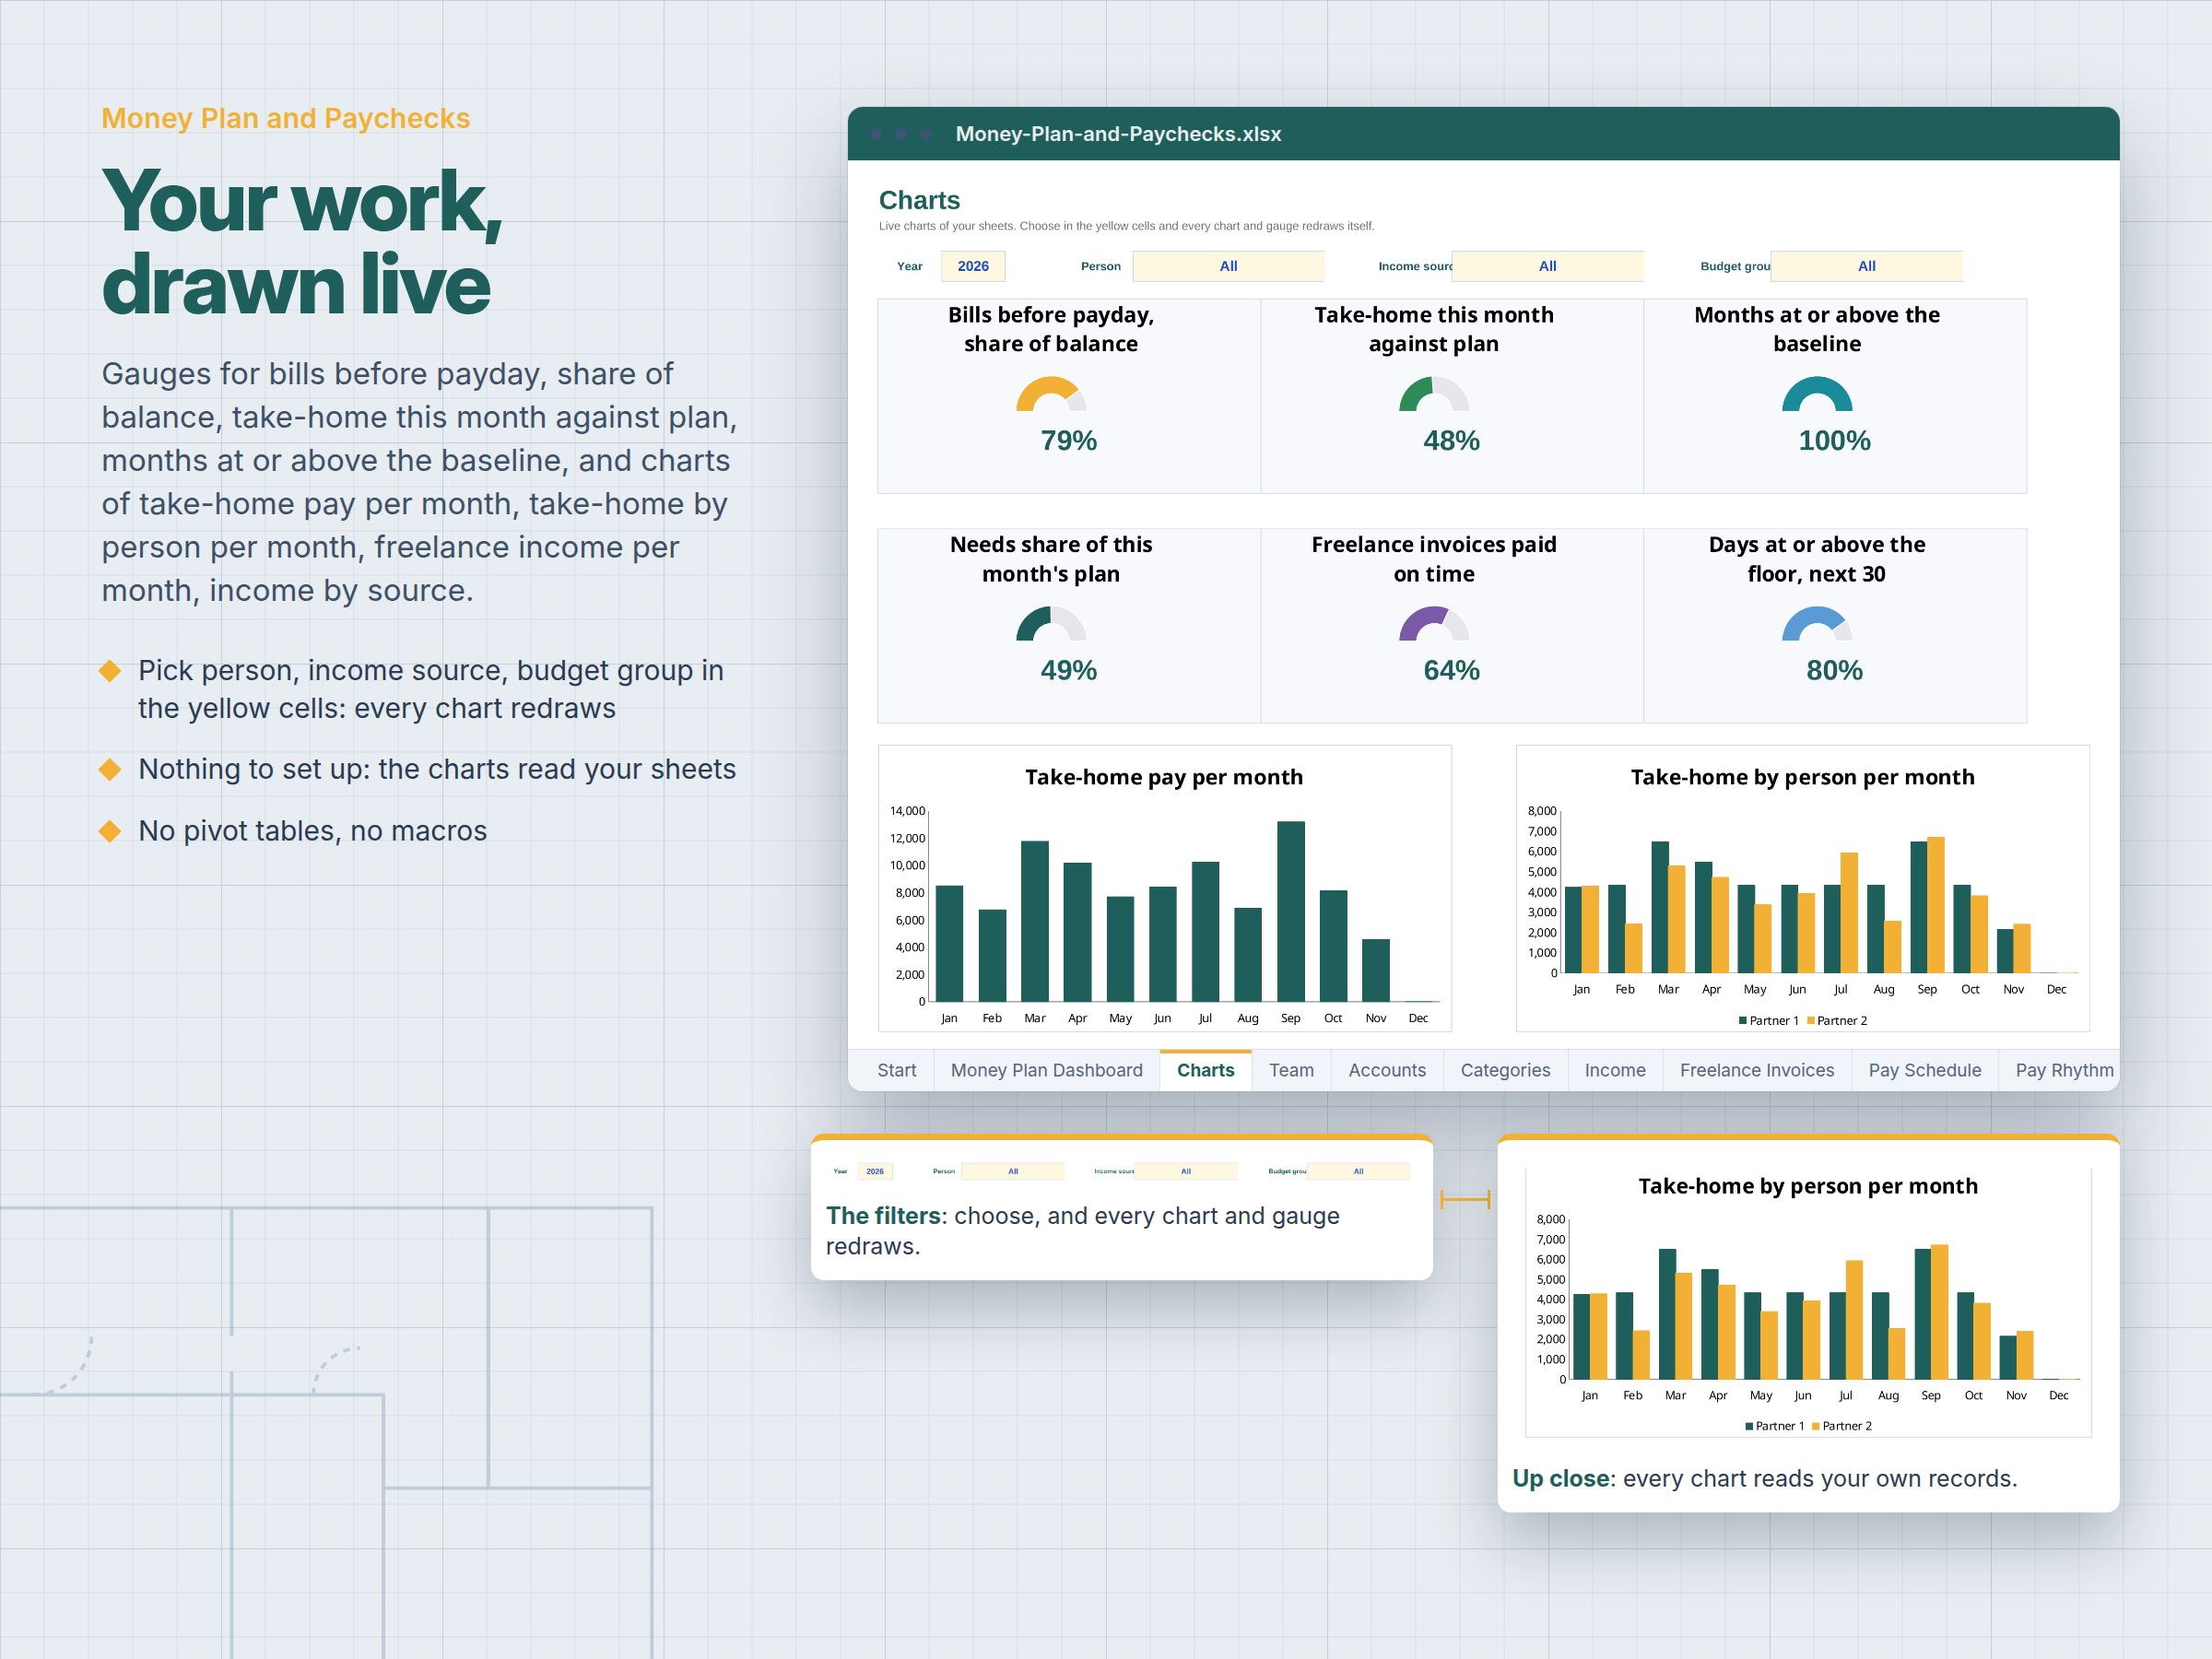 Money Plan and Paychecks
Your work,
drawn live
Gauges for bills before payday, share of
balance, take-home this month against plan,
months at or above the baseline, and charts
of take-home pay per month, take-home by
person per month, freelance income per
month, income by source.
Pick person, income source, budget group in
the yellow cells: every chart redraws
Nothing to set up: the charts read your sheets
No pivot tables, no macros
Money-Plan-and-Paychecks.xlsx
Charts
Live charts of your sheets. Choose in the yellow cells and every chart and gauge redraws itself.
Year 2026 Person All Income sourc All Budget grou All
Bills before payday,
share of balance
79%
Take-home this month
against plan
48%
Months at or above the
baseline
100%
Needs share of this
month's plan
49%
Freelance invoices paid
on time
64%
Days at or above the
floor, next 30
80%
Take-home pay per month
14,000
12,000
10,000
8,000
6,000
4,000
2,000
0
Jan Feb Mar Apr May Jun Jul Aug Sep Oct Nov Dec
Take-home by person per month
8,000
7,000
6,000
5,000
4,000
3,000
2,000
1,000
0
Jan Feb Mar Apr May Jun Jul Aug Sep Oct Nov Dec
Partner 1 Partner 2
Start Money Plan Dashboard Charts Team Accounts Categories Income Freelance Invoices Pay Schedule Pay Rhythm
Year 2026 Person All Income sourc All Budget grou All
The filters: choose, and every chart and gauge
redraws.
Take-home by person per month
8,000
7,000
6,000
5,000
4,000
3,000
2,000
1,000
0
Jan Feb Mar Apr May Jun Jul Aug Sep Oct Nov Dec
Partner 1 Partner 2
Up close: every chart reads your own records.